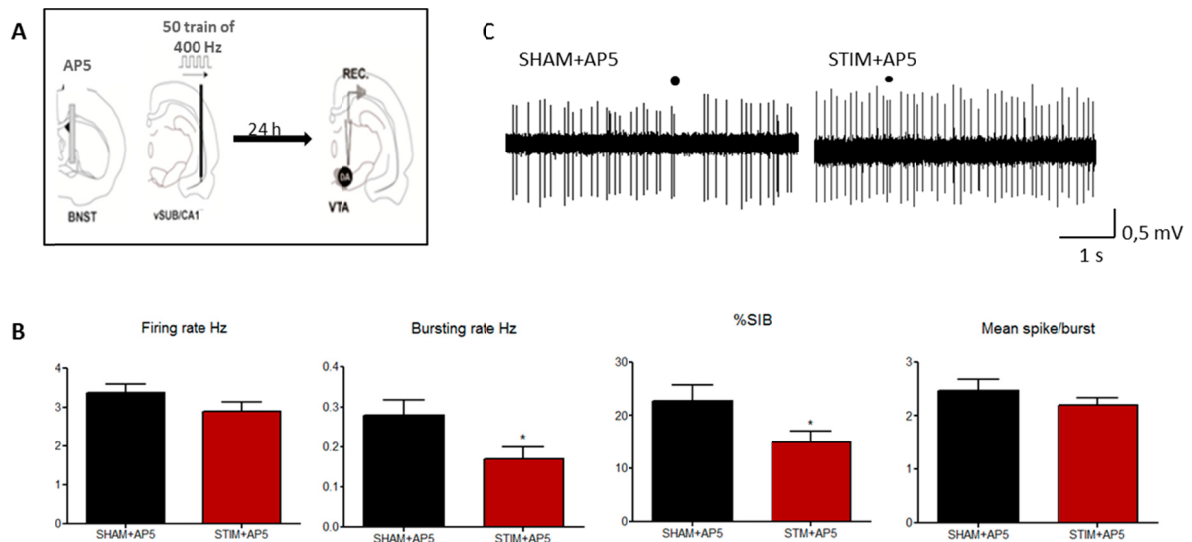 A
50 train of
400 Hz
AP5
24 h
REC.
DA
BNST
vSUB/CA1
VTA
C
SHAM+AP5
STIM+AP5
0,5 mV
1 s
B
Firing rate Hz
4
3
2
1
0
SHAM+AP5
STIM+AP5
Bursting rate Hz
0.4
0.3
0.2
0.1
0.0
*
SHAM+AP5
STIM+AP5
%SIB
30
20
10
0
*
SHAM+AP5
STIM+AP5
Mean spike/burst
3
2
1
0
SHAM+AP5
STIM+AP5